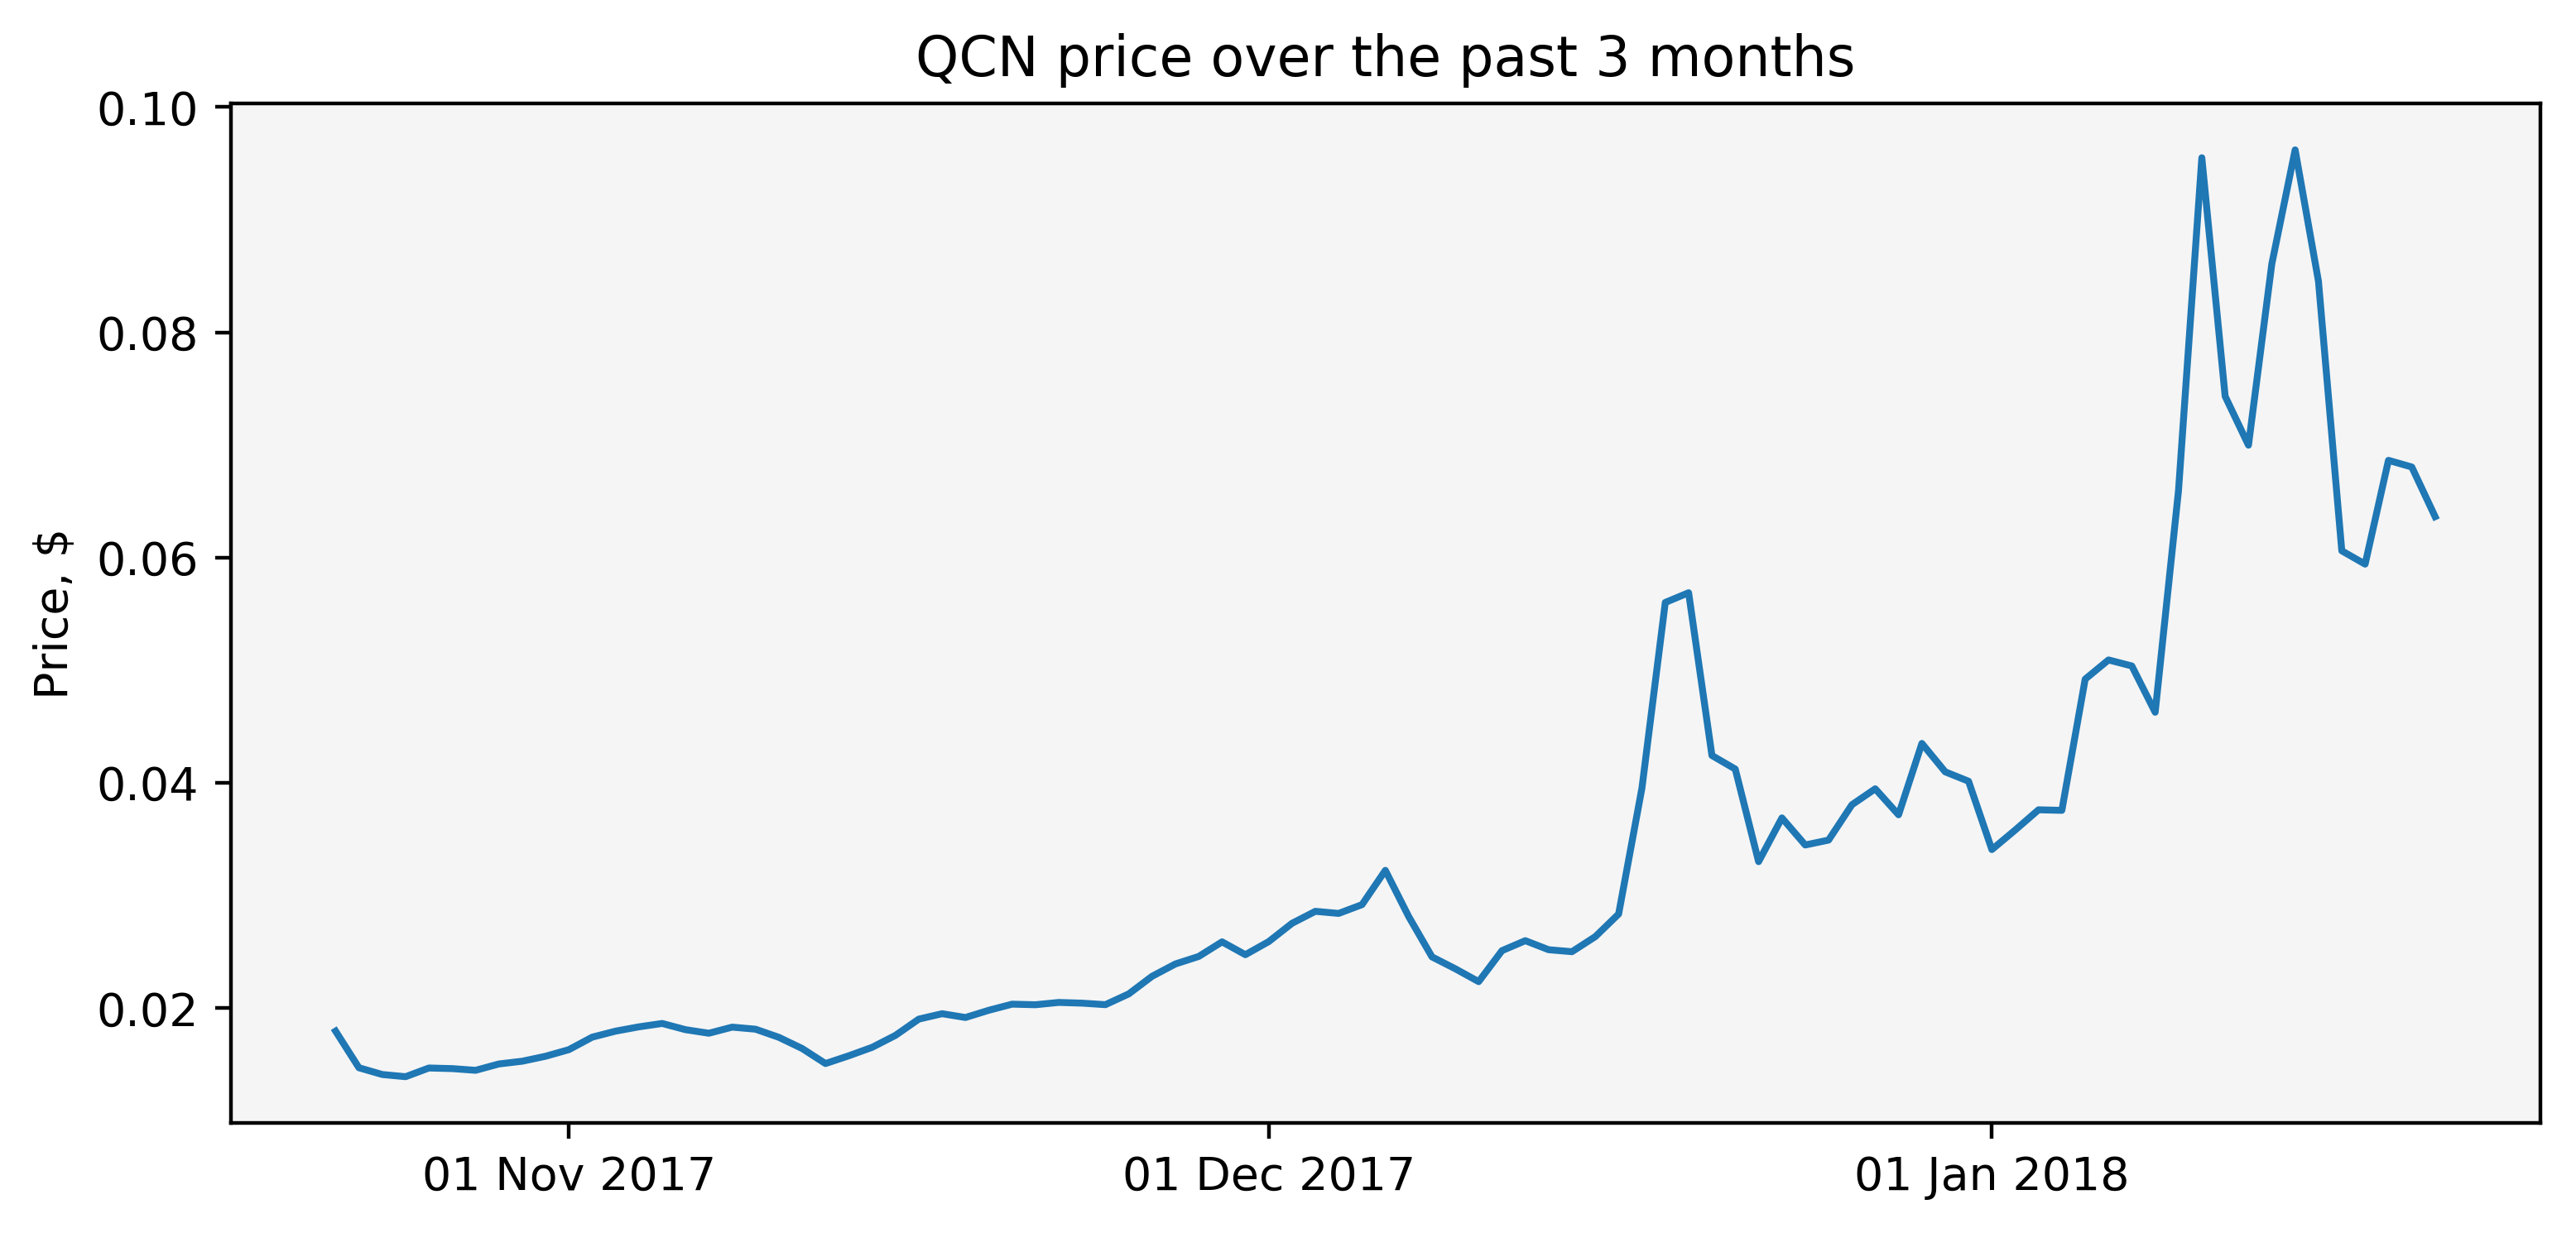 QCN price over the past 3 months
0.10
0.08
0.06
0.04
0.02
Price, $
01 Nov 2017
01 Dec 2017
01 Jan 2018